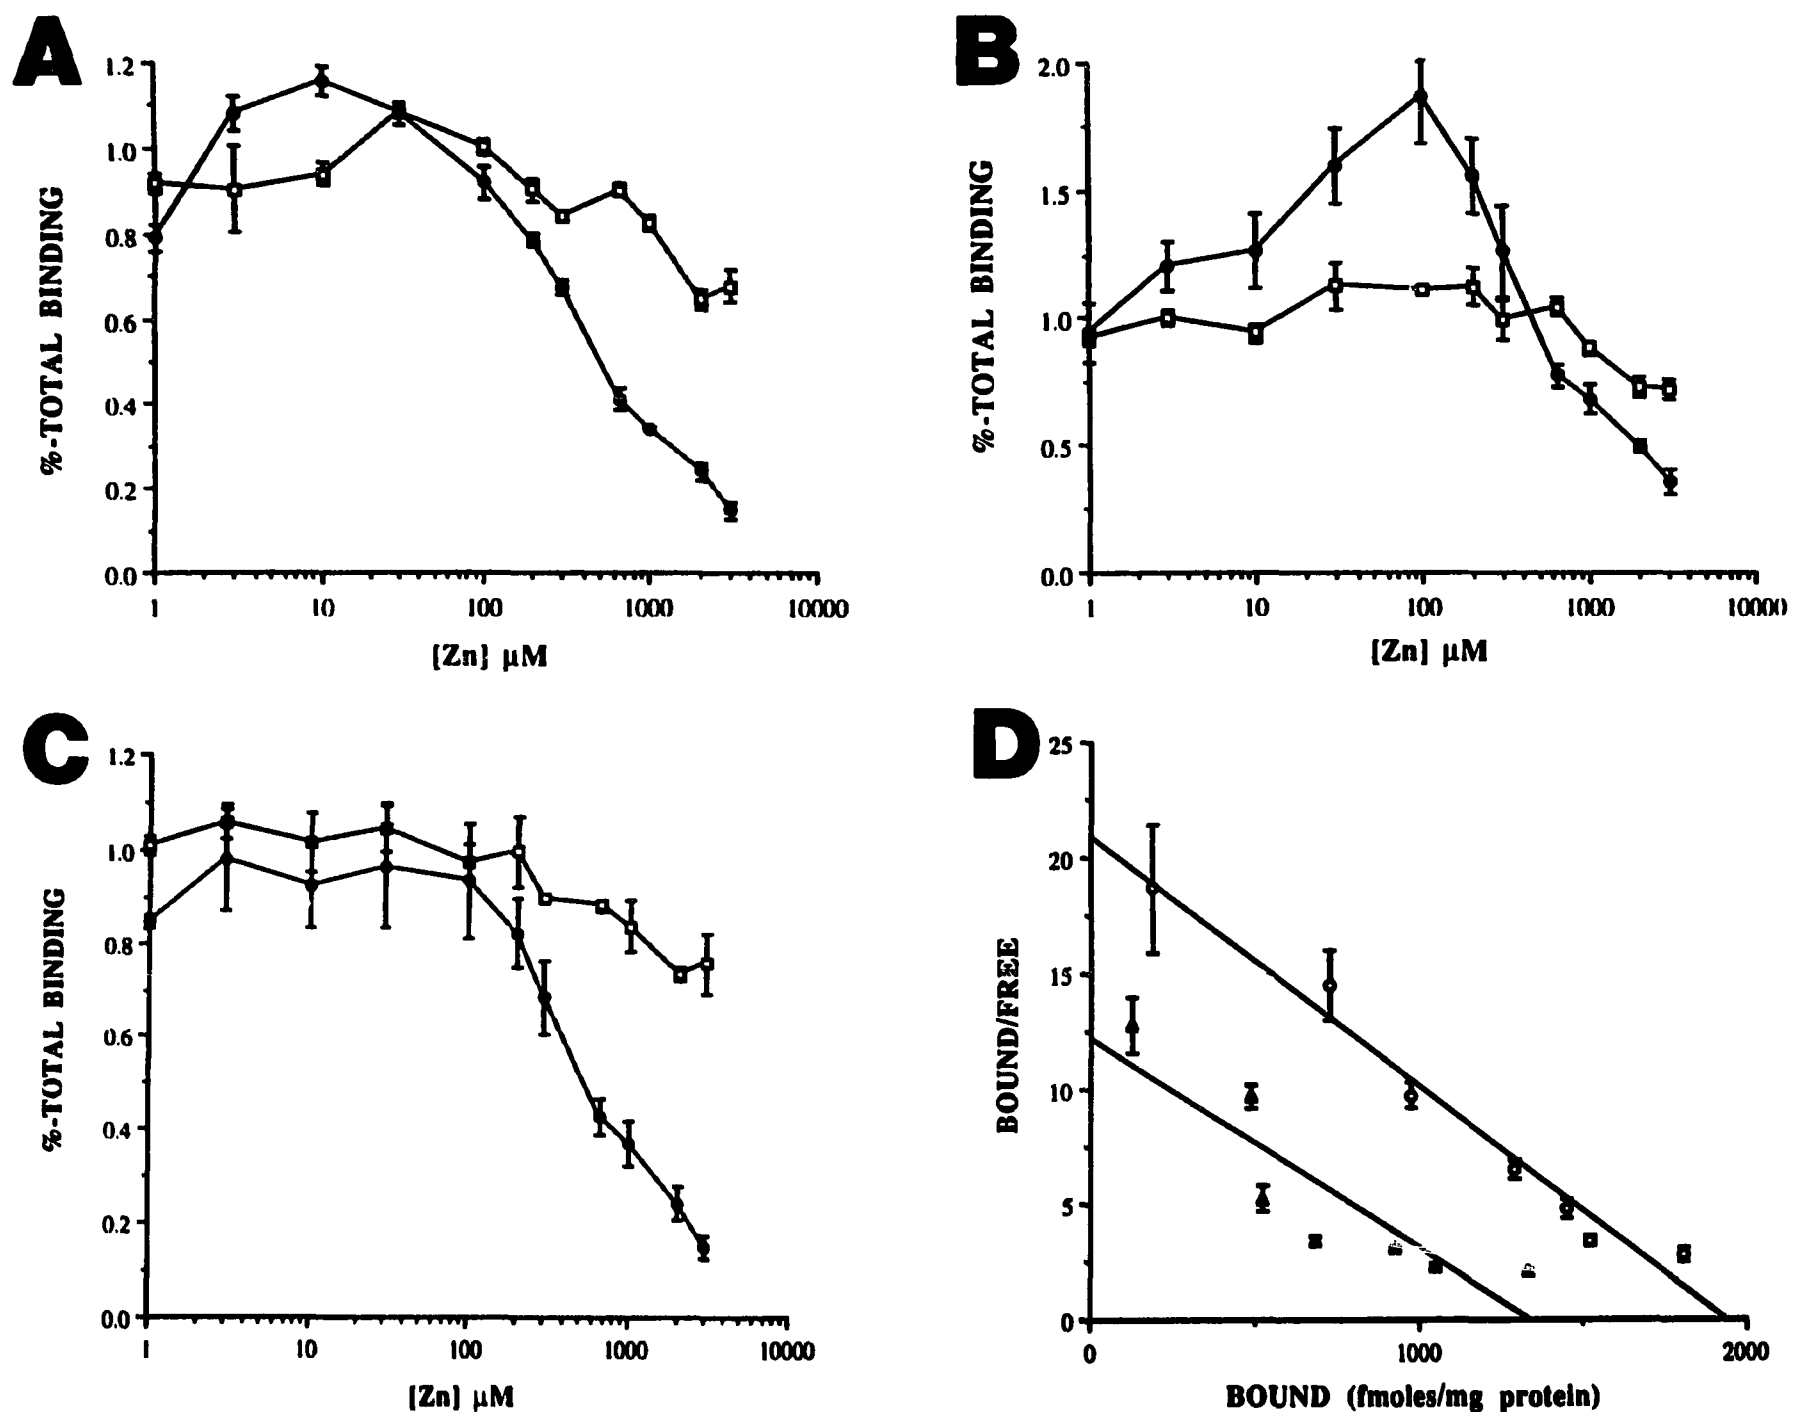 A
%-TOTAL BINDING
1.2
1.0
0.8
0.6
0.4
0.2
0.0
1 10 100 1000 10000
[Zn] µM
B
%-TOTAL BINDING
2.0
1.5
1.0
0.5
0.0
1 10 100 1000 10000
[Zn] µM
C
%-TOTAL BINDING
1.2
1.0
0.8
0.6
0.4
0.2
0.0
1 10 100 1000 10000
[Zn] µM
D
BOUND/FREE
25
20
15
10
5
0
0 1000 2000
BOUND (fmoles/mg protein)